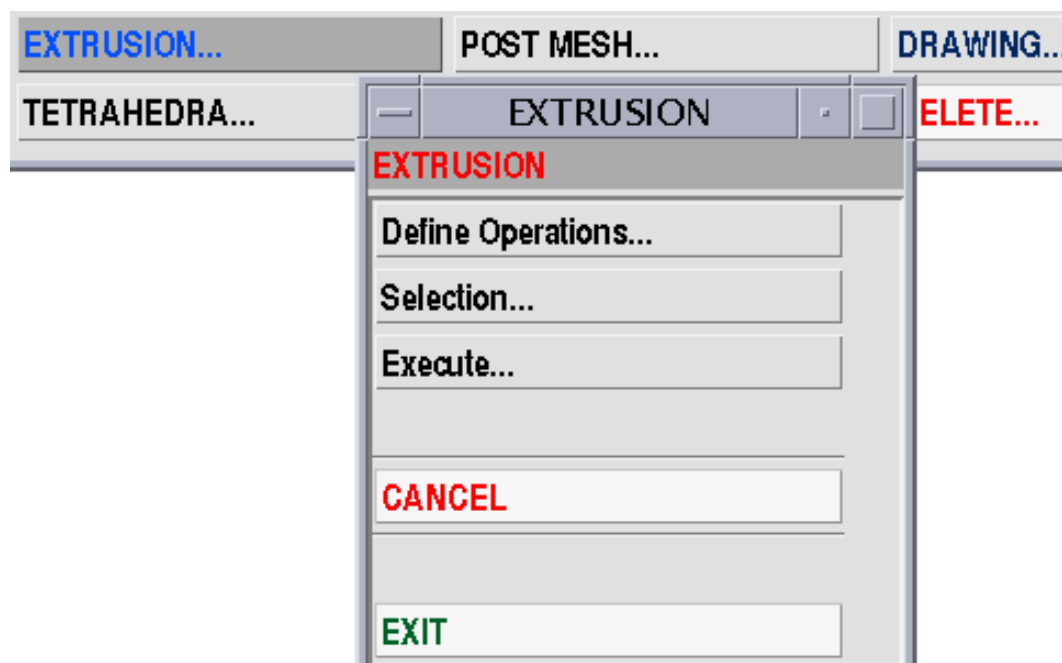 EXTRUSION... POST MESH... DRAWING...
TETRAHEDRA... EXTRUSION ELETE...
EXTRUSION
Define Operations...
Selection...
Execute...
CANCEL
EXIT